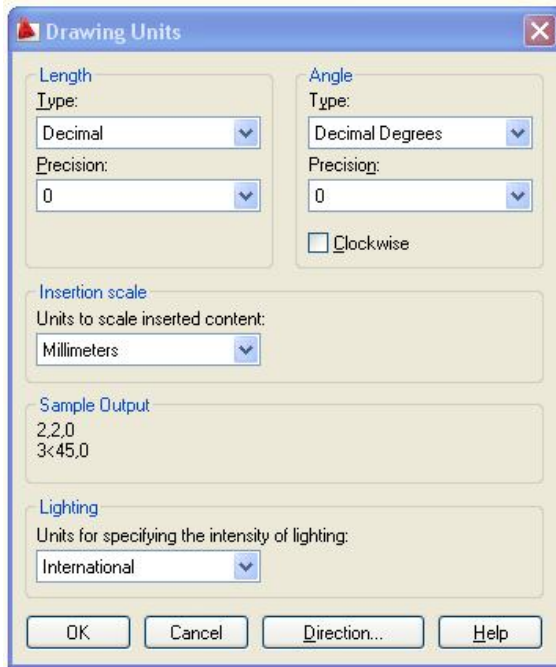 Drawing Units
Length
Type:
Decimal
Precision:
0
Angle
Type:
Decimal Degrees
Precision:
0
Clockwise
Insertion scale
Units to scale inserted content:
Millimeters
Sample Output
2,2,0
3<45,0
Lighting
Units for specifying the intensity of lighting:
International
OK Cancel Direction... Help